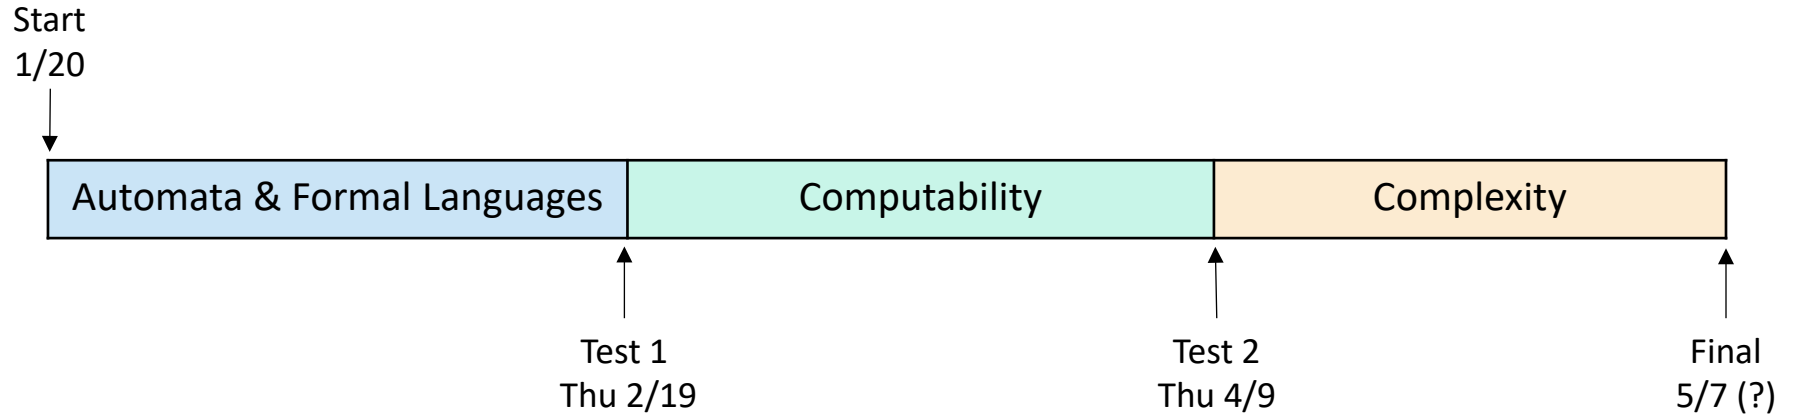 Start
1/20
Automata & Formal Languages
Computability
Complexity
Test 1
Thu 2/19
Test 2
Thu 4/9
Final
5/7 (?)